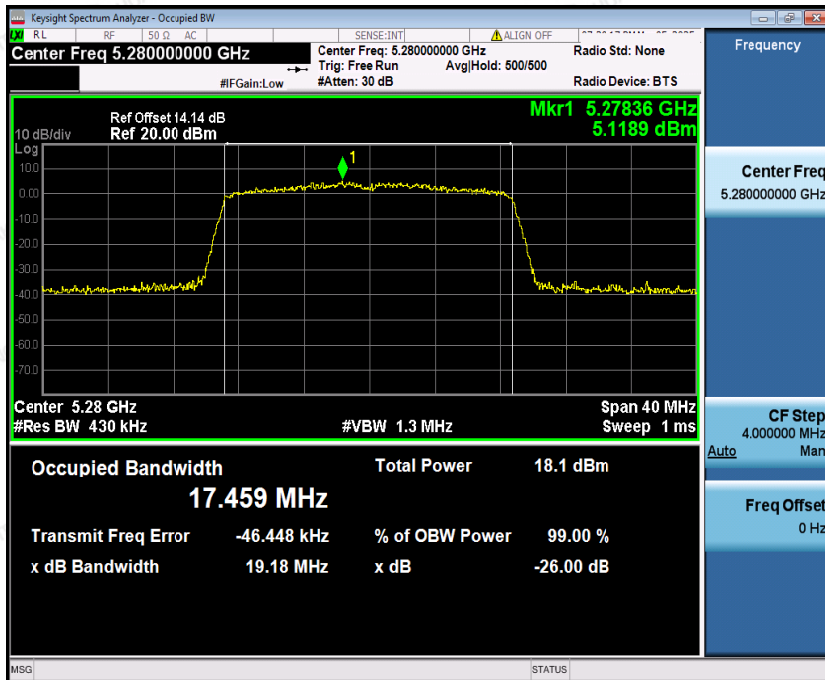 Keysight Spectrum Analyzer - Occupied BW
LXI RL RF 50 Ω AC SENSE:INT ALIGN OFF
Center Freq 5.280000000 GHz
Center Freq: 5.280000000 GHz
Radio Std: None
Trig: Free Run Avg|Hold: 500/500
#IFGain:Low
#Atten: 30 dB
Radio Device: BTS
Ref Offset 14.14 dB
Mkr1 5.27836 GHz
10 dB/div
Ref 20.00 dBm
5.1189 dBm
Log
10.0
1
0.00
-10.0
-20.0
-30.0
-40.0
-50.0
-60.0
-70.0
Center 5.28 GHz
Span 40 MHz
#Res BW 430 kHz
#VBW 1.3 MHz
Sweep 1 ms
Occupied Bandwidth
Total Power 18.1 dBm
17.459 MHz
Transmit Freq Error -46.448 kHz
% of OBW Power 99.00 %
x dB Bandwidth 19.18 MHz
x dB -26.00 dB
MSG
STATUS
Frequency
Center Freq
5.280000000 GHz
CF Step
4.000000 MHz
Auto Man
Freq Offset
0 Hz